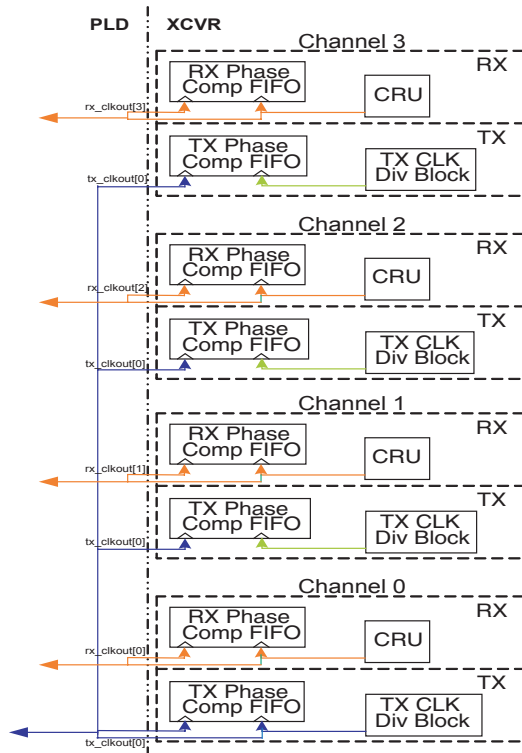 PLD XCVR
Channel 3
RX
RX Phase
Comp FIFO
CRU
rx_clkout[3]
TX
TX Phase
Comp FIFO
TX CLK
Div Block
tx_clkout[0]
Channel 2
RX
RX Phase
Comp FIFO
CRU
rx_clkout[2]
TX
TX Phase
Comp FIFO
TX CLK
Div Block
tx_clkout[0]
Channel 1
RX
RX Phase
Comp FIFO
CRU
rx_clkout[1]
TX
TX Phase
Comp FIFO
TX CLK
Div Block
tx_clkout[0]
Channel 0
RX
RX Phase
Comp FIFO
CRU
rx_clkout[0]
TX
TX Phase
Comp FIFO
TX CLK
Div Block
tx_clkout[0]